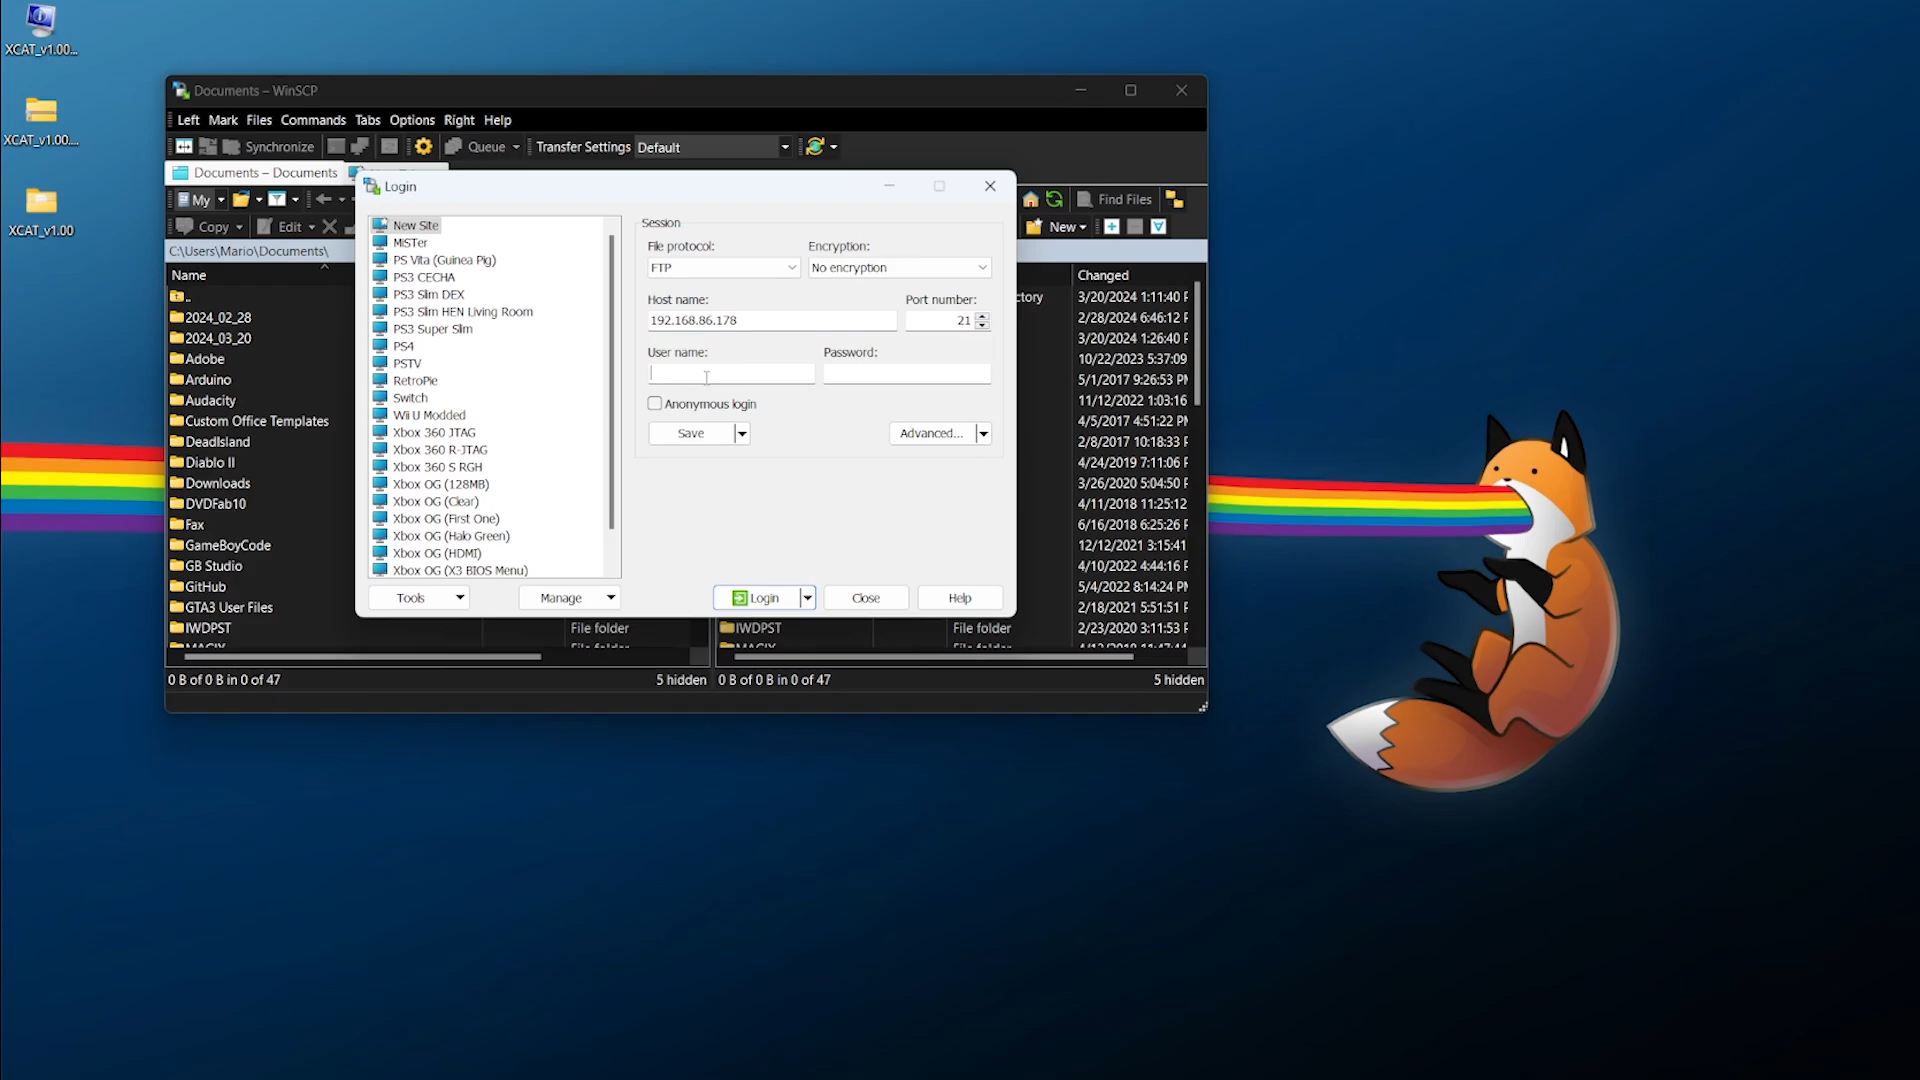 XCAT_v1.00...
XCAT_v1.00....
XCAT_v1.00
Documents – WinSCP
Left Mark Files Commands Tabs Options Right Help
Synchronize Queue Transfer Settings Default
Documents – Documents
My Find Files
Copy Edit New
C:\Users\Mario\Documents\
Name
Changed
..
2024_02_28
2024_03_20
Adobe
Arduino
Audacity
Custom Office Templates
DeadIsland
Diablo II
Downloads
DVDFab10
Fax
GameBoyCode
GB Studio
GitHub
GTA3 User Files
IWDPST File folder
Login
New Site
MiSTer
PS Vita (Guinea Pig)
PS3 CECHA
PS3 Slim DEX
PS3 Slim HEN Living Room
PS3 Super Slim
PS4
PSTV
RetroPie
Switch
Wii U Modded
Xbox 360 JTAG
Xbox 360 R-JTAG
Xbox 360 S RGH
Xbox OG (128MB)
Xbox OG (Clear)
Xbox OG (First One)
Xbox OG (Halo Green)
Xbox OG (HDMI)
Xbox OG (X3 BIOS Menu)
Session
File protocol: Encryption:
FTP No encryption
Host name: Port number:
192.168.86.178 21
User name: Password:
Anonymous login
Save Advanced...
Tools Manage Login Close Help
ctory
3/20/2024 1:11:40
2/28/2024 6:46:12
3/20/2024 1:26:40
10/22/2023 5:37:09
5/1/2017 9:26:53
11/12/2022 1:03:16
4/5/2017 4:51:22
2/8/2017 10:18:33
4/24/2019 7:11:06
3/26/2020 5:04:50
4/11/2018 11:25:12
6/16/2018 6:25:26
12/12/2021 3:15:41
4/10/2022 4:44:16
5/4/2022 8:14:24
2/18/2021 5:51:51
IWDPST File folder 2/23/2020 3:11:53
0 B of 0 B in 0 of 47 5 hidden
0 B of 0 B in 0 of 47 5 hidden